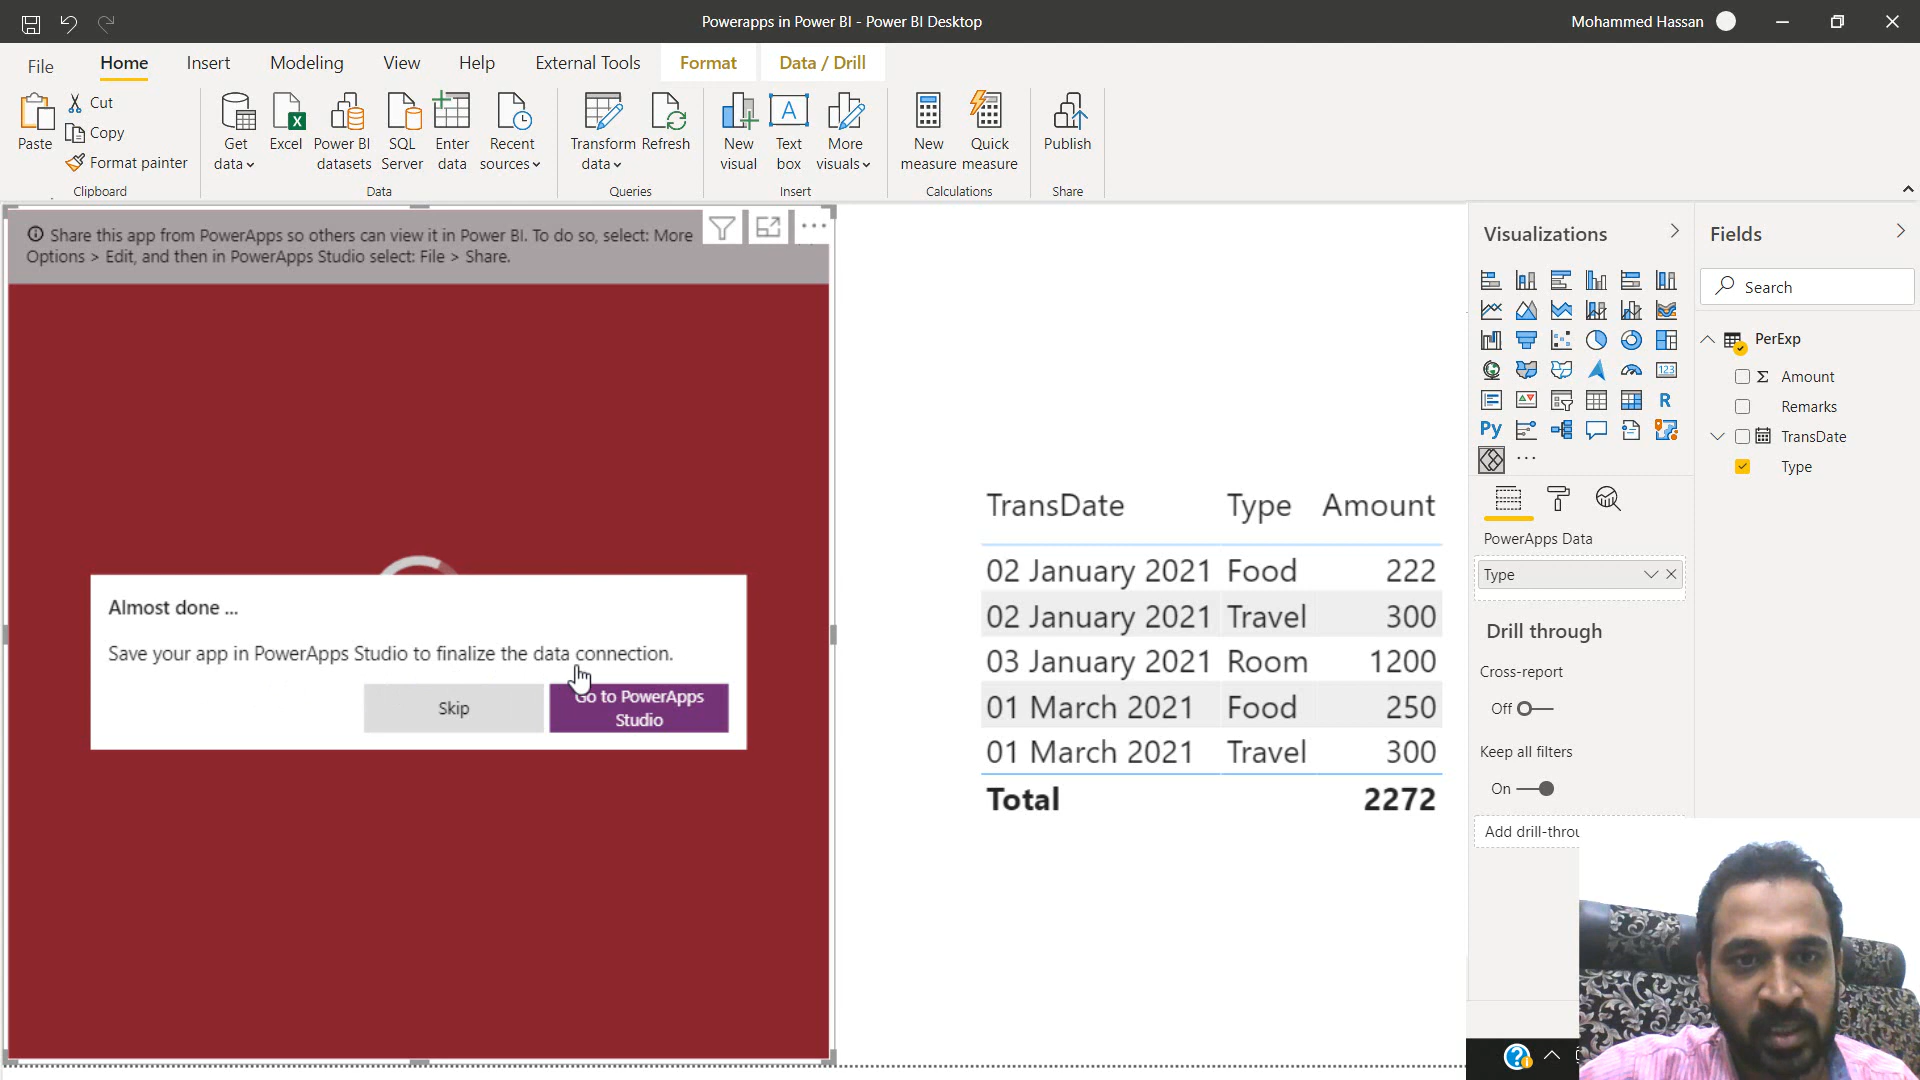 Powerapps in Power BI - Power BI Desktop
Mohammed Hassan
File
Home
Insert
Modeling
View
Help
External Tools
Format
Data / Drill
Paste
Cut
Copy
Format painter
Clipboard
Get data
Excel
Power BI datasets
SQL Server
Enter data
Recent sources
Data
Transform data
Refresh
Queries
New visual
Text box
More visuals
Insert
New measure
Quick measure
Calculations
Publish
Share
Share this app from PowerApps so others can view it in Power BI. To do so, select: More
Options > Edit, and then in PowerApps Studio select: File > Share.
Almost done ...
Save your app in PowerApps Studio to finalize the data connection.
Skip
Go to PowerApps
Studio
TransDate Type Amount
02 January 2021 Food 222
02 January 2021 Travel 300
03 January 2021 Room 1200
01 March 2021 Food 250
01 March 2021 Travel 300
Total 2272
Visualizations
123
R
Py
PowerApps Data
Type
Drill through
Cross-report
Off
Keep all filters
On
Add drill-throu
Fields
Search
PerExp
Amount
Remarks
TransDate
Type